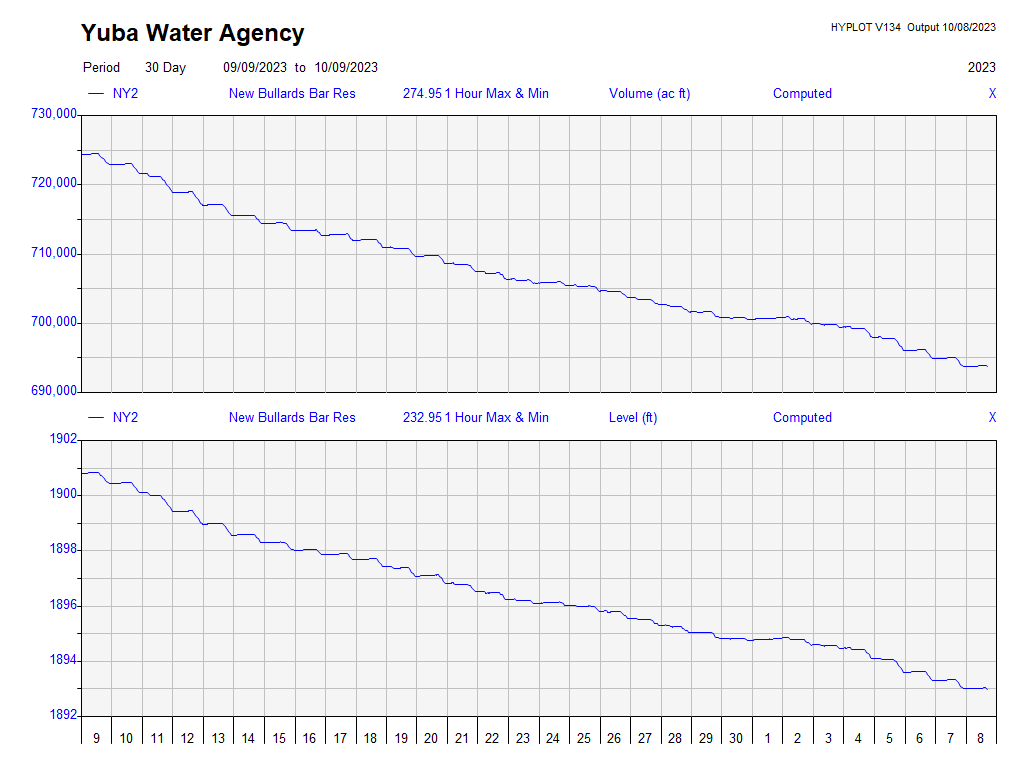 Yuba Water Agency
HYPLOT V134 Output 10/08/2023
Period 30 Day 09/09/2023 to 10/09/2023 2023
NY2 New Bullards Bar Res 274.95 1 Hour Max & Min Volume (ac ft) Computed X
730,000
720,000
710,000
700,000
690,000
NY2 New Bullards Bar Res 232.95 1 Hour Max & Min Level (ft) Computed X
1902
1900
1898
1896
1894
1892
9 10 11 12 13 14 15 16 17 18 19 20 21 22 23 24 25 26 27 28 29 30 1 2 3 4 5 6 7 8